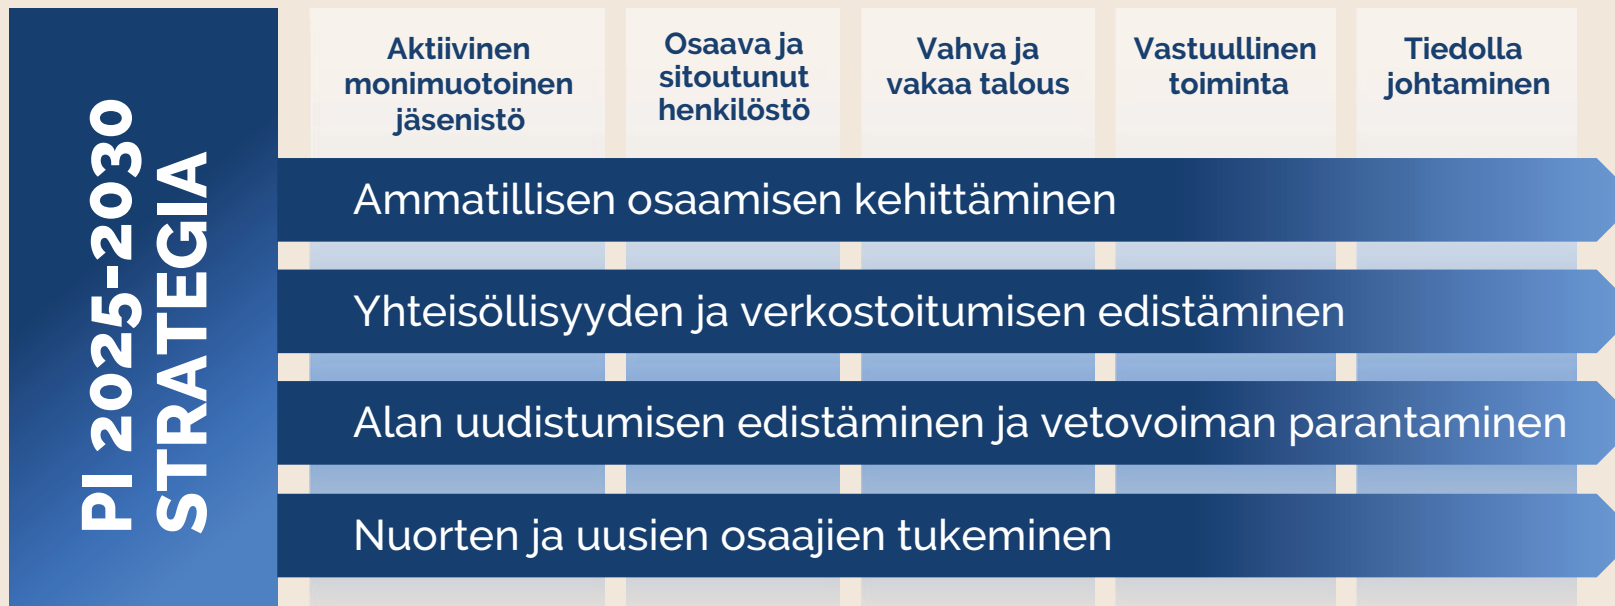 PI 2025-2030
STRATEGIA
Aktiivinen
monimuotoinen
jäsenistö
Osaava ja
sitoutunut
henkilöstö
Vahva ja
vakaa talous
Vastuullinen
toiminta
Tiedolla
johtaminen
Ammatillisen osaamisen kehittäminen
Yhteisöllisyyden ja verkostoitumisen edistäminen
Alan uudistumisen edistäminen ja vetovoiman parantaminen
Nuorten ja uusien osaajien tukeminen